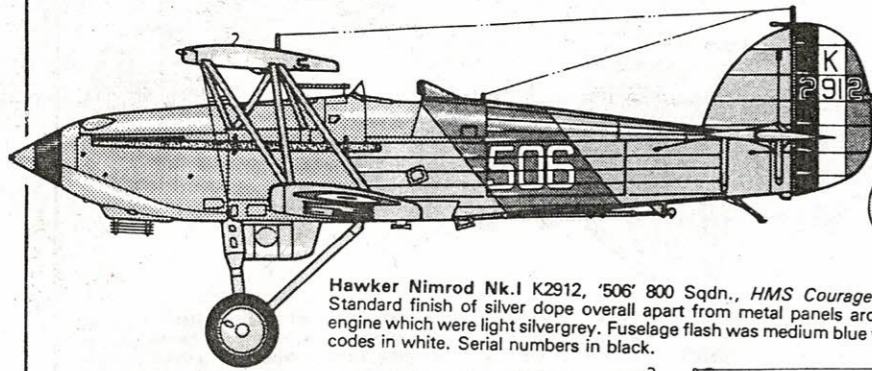 2
K
2912
506
Hawker Nimrod Nk.I K2912, '506' 800 Sqdn., HMS Courage
Standard finish of silver dope overall apart from metal panels arc
engine which were light silvergrey. Fuselage flash was medium blue
codes in white. Serial numbers in black.